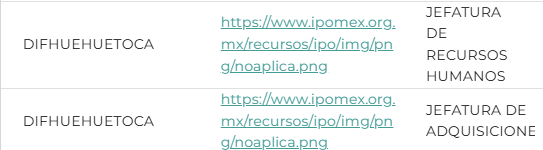 JEFATURA
DE
RECURSOS
HUMANOS
DIFHUEHUETOCA
https://www.ipomex.org.
mx/recursos/ipo/img/pn
g/noaplica.png
DIFHUEHUETOCA
https://www.ipomex.org.
mx/recursos/ipo/img/pn
g/noaplica.png
JEFATURA DE
ADQUISICIONE